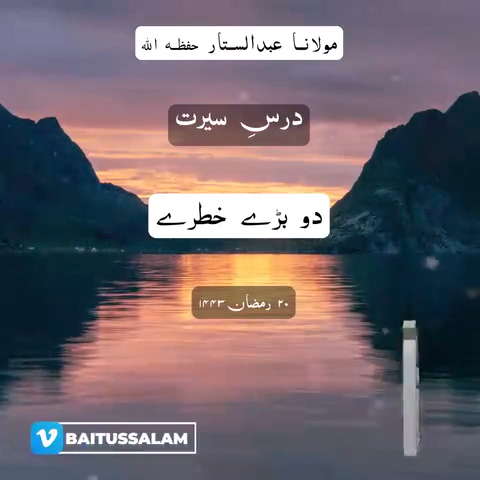 مولانا عبدالستار حفظہ اللہ
درسِ سیرت
دو بڑے خطرے
۲۰ رمضان ۱۴۴۳
BAITUSSALAM